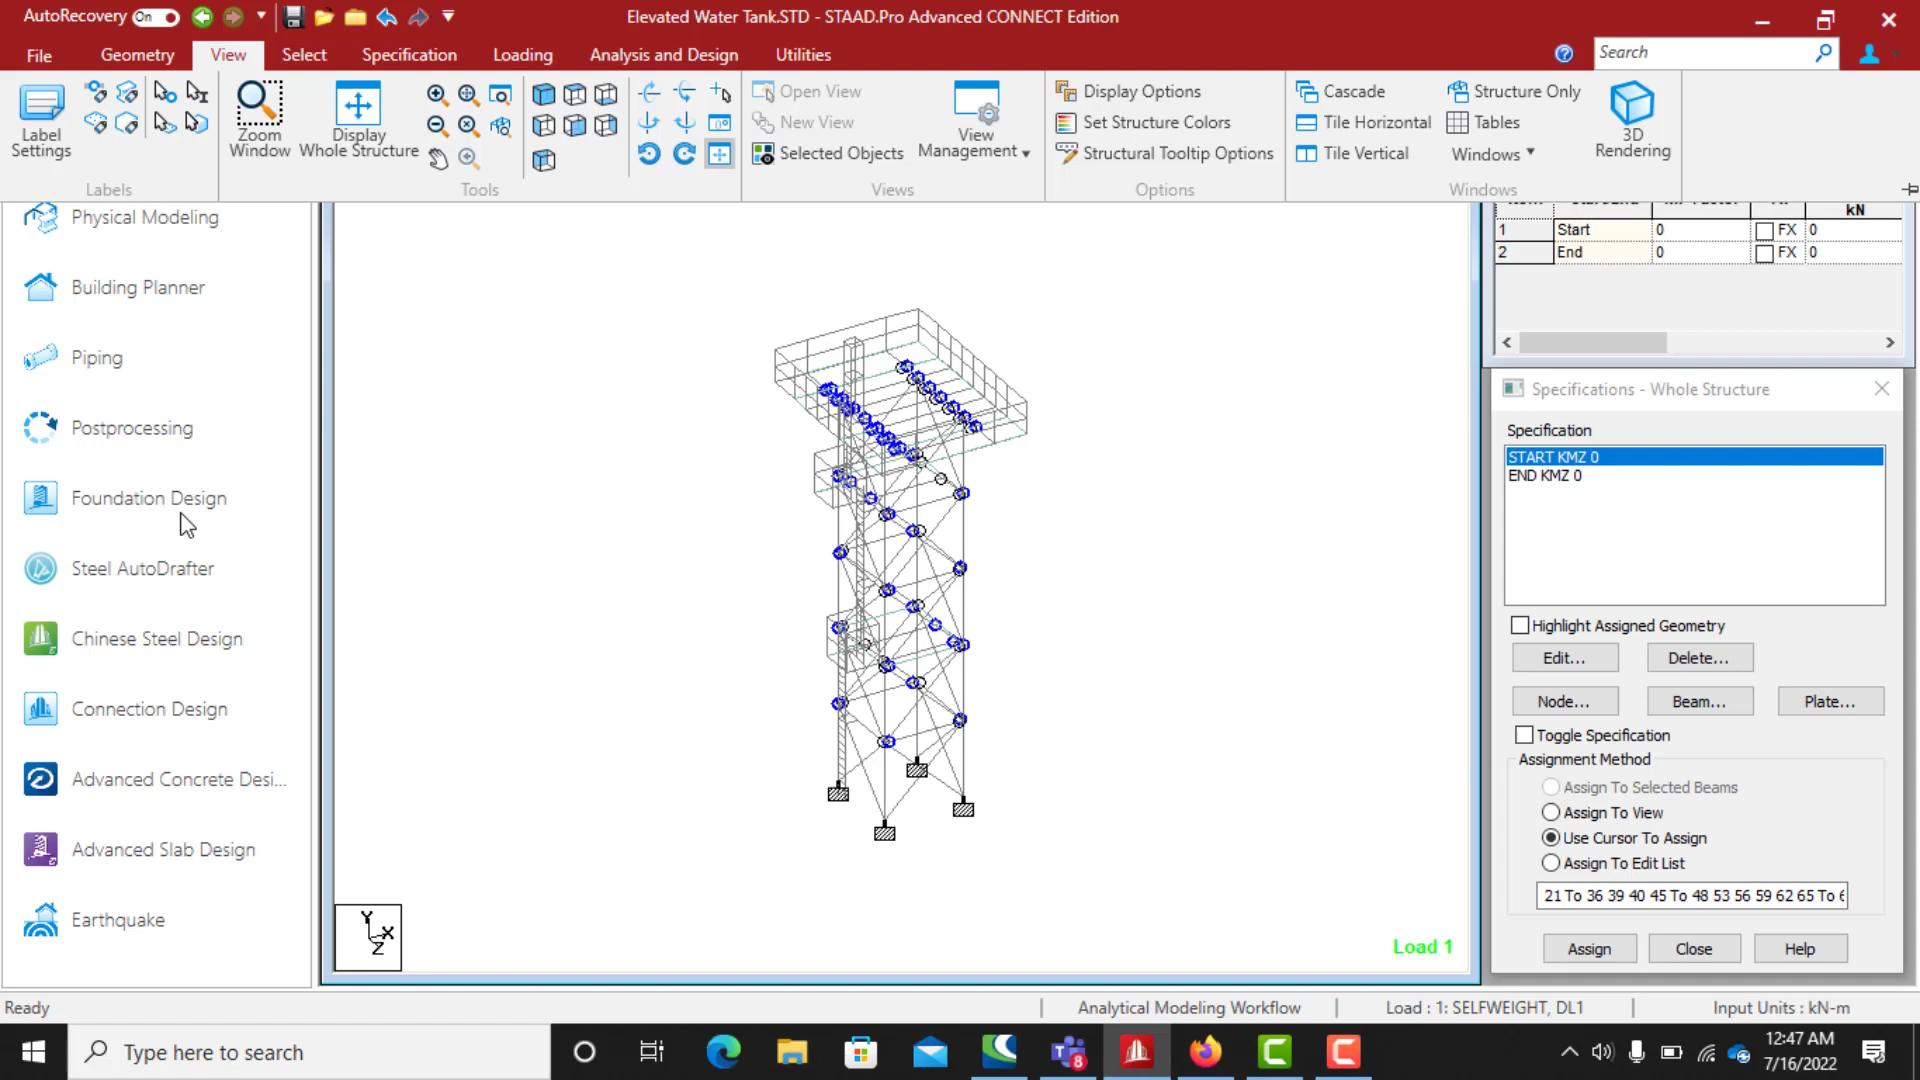 AutoRecovery On
Elevated Water Tank.STD - STAAD.Pro Advanced CONNECT Edition
File
Geometry
View
Select
Specification
Loading
Analysis and Design
Utilities
Search
Label Settings
Zoom Window
Display Whole Structure
Open View
New View
Selected Objects
View Management
Display Options
Set Structure Colors
Structural Tooltip Options
Cascade
Tile Horizontal
Tile Vertical
Structure Only
Tables
Windows
3D Rendering
Labels
Tools
Views
Options
Windows
Physical Modeling
Building Planner
Piping
Postprocessing
Foundation Design
Steel AutoDrafter
Chinese Steel Design
Connection Design
Advanced Concrete Desi...
Advanced Slab Design
Earthquake
Y
X
Z
Load 1
kN
1 Start 0 FX 0
2 End 0 FX 0
Specifications - Whole Structure
Specification
START KMZ 0
END KMZ 0
Highlight Assigned Geometry
Edit...
Delete...
Node...
Beam...
Plate...
Toggle Specification
Assignment Method
Assign To Selected Beams
Assign To View
Use Cursor To Assign
Assign To Edit List
21 To 36 39 40 45 To 48 53 56 59 62 65 To 6
Assign
Close
Help
Ready
Analytical Modeling Workflow
Load : 1: SELFWEIGHT, DL1
Input Units : kN-m
Type here to search
8
12:47 AM
7/16/2022